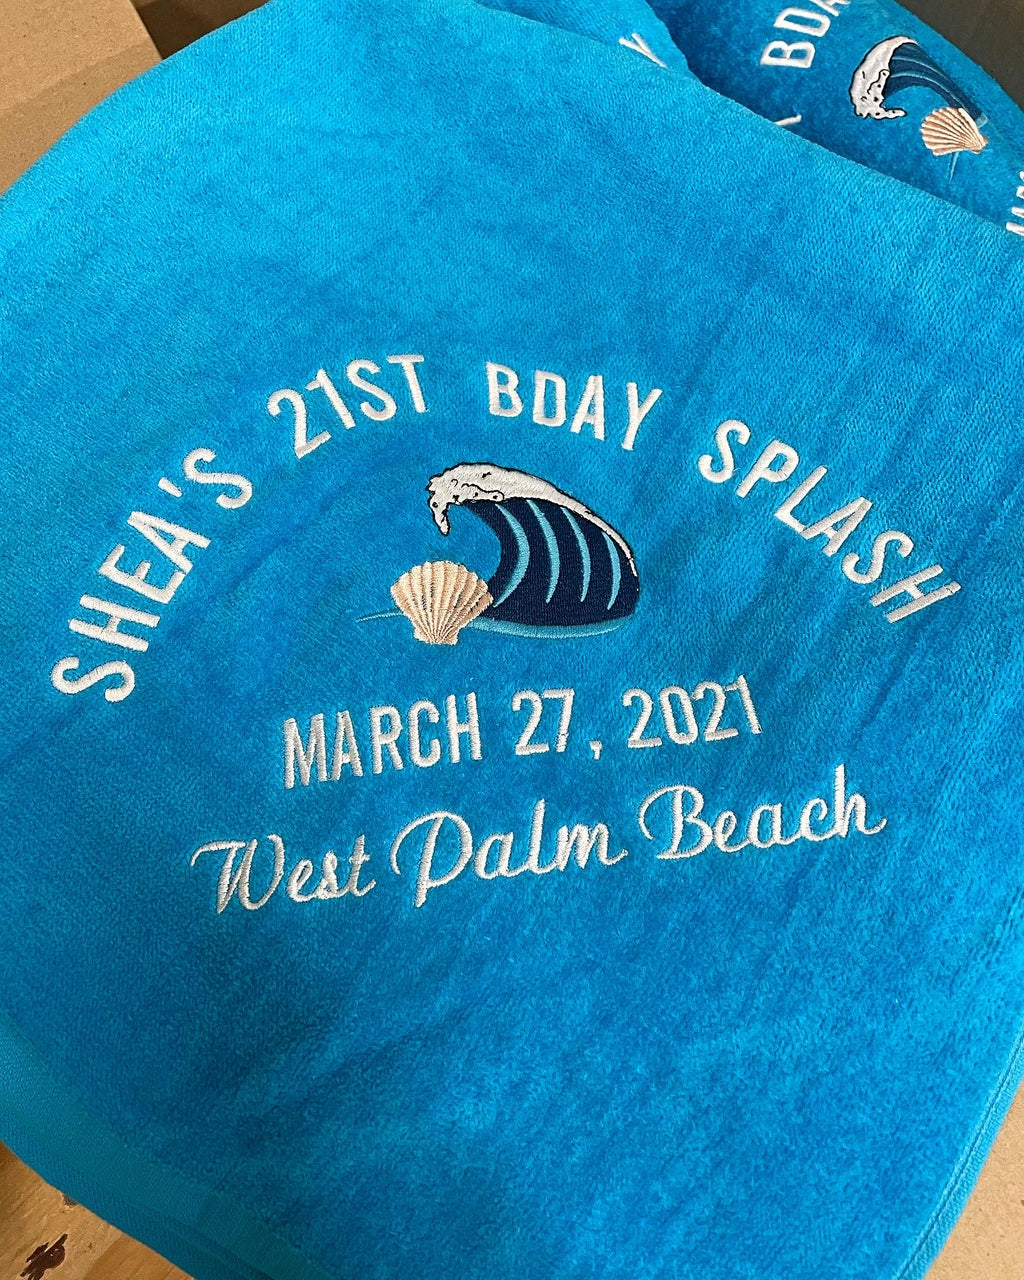 SHEA'S 21ST BDAY SPLASH
MARCH 27, 2021
West Palm Beach